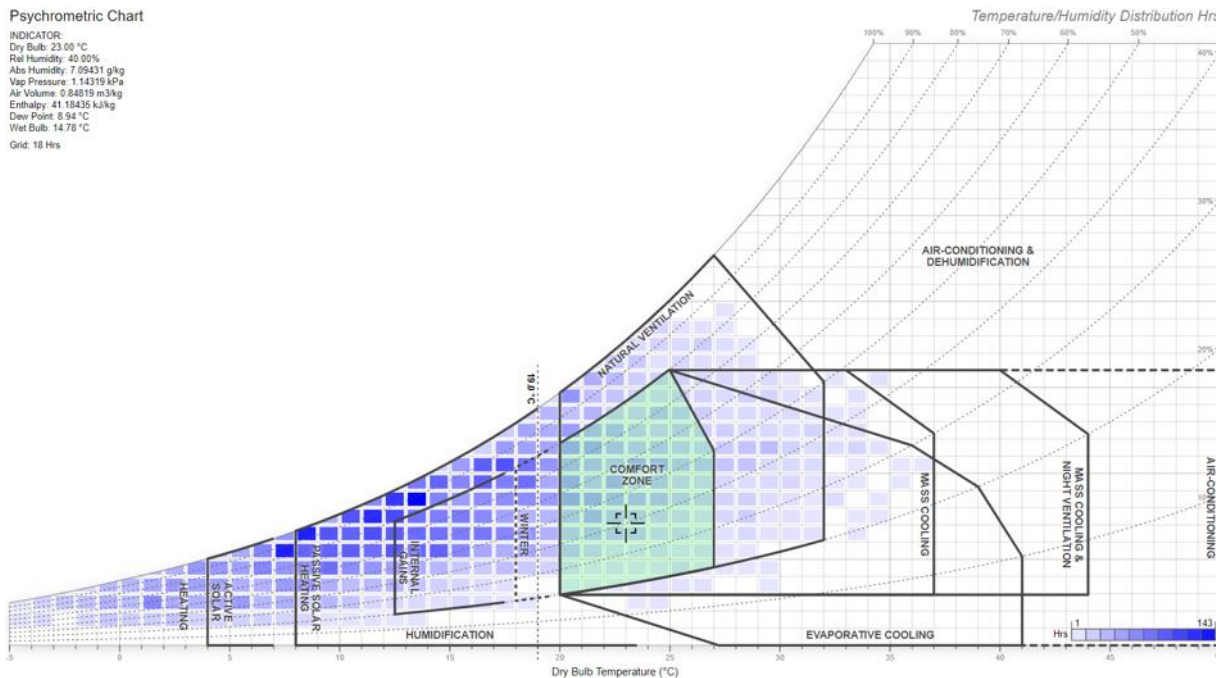 Psychrometric Chart
Temperature/Humidity Distribution Hrs
INDICATOR:
Dry Bulb: 23.00 °C
Rel Humidity: 40.00%
Abs Humidity: 7.09431 g/kg
Vap Pressure: 1.14319 kPa
Air Volume: 0.84819 m3/kg
Enthalpy: 41.18435 kJ/kg
Dew Point: 8.94 °C
Wet Bulb: 14.78 °C
Grid: 18 Hrs
100% 90% 80% 70% 60% 50%
40%
30%
20%
AIR-CONDITIONING &
DEHUMIDIFICATION
NATURAL VENTILATION
19.0 °C
COMFORT
ZONE
WINTER
INTERNAL
GAINS
PASSIVE SOLAR
HEATING
ACTIVE
SOLAR
HEATING
MASS COOLING
MASS COOLING &
NIGHT VENTILATION
AIR-CONDITIONING
HUMIDIFICATION
EVAPORATIVE COOLING
Hrs 1 143
-5 0 5 10 15 20 25 30 35 40 45
Dry Bulb Temperature (°C)